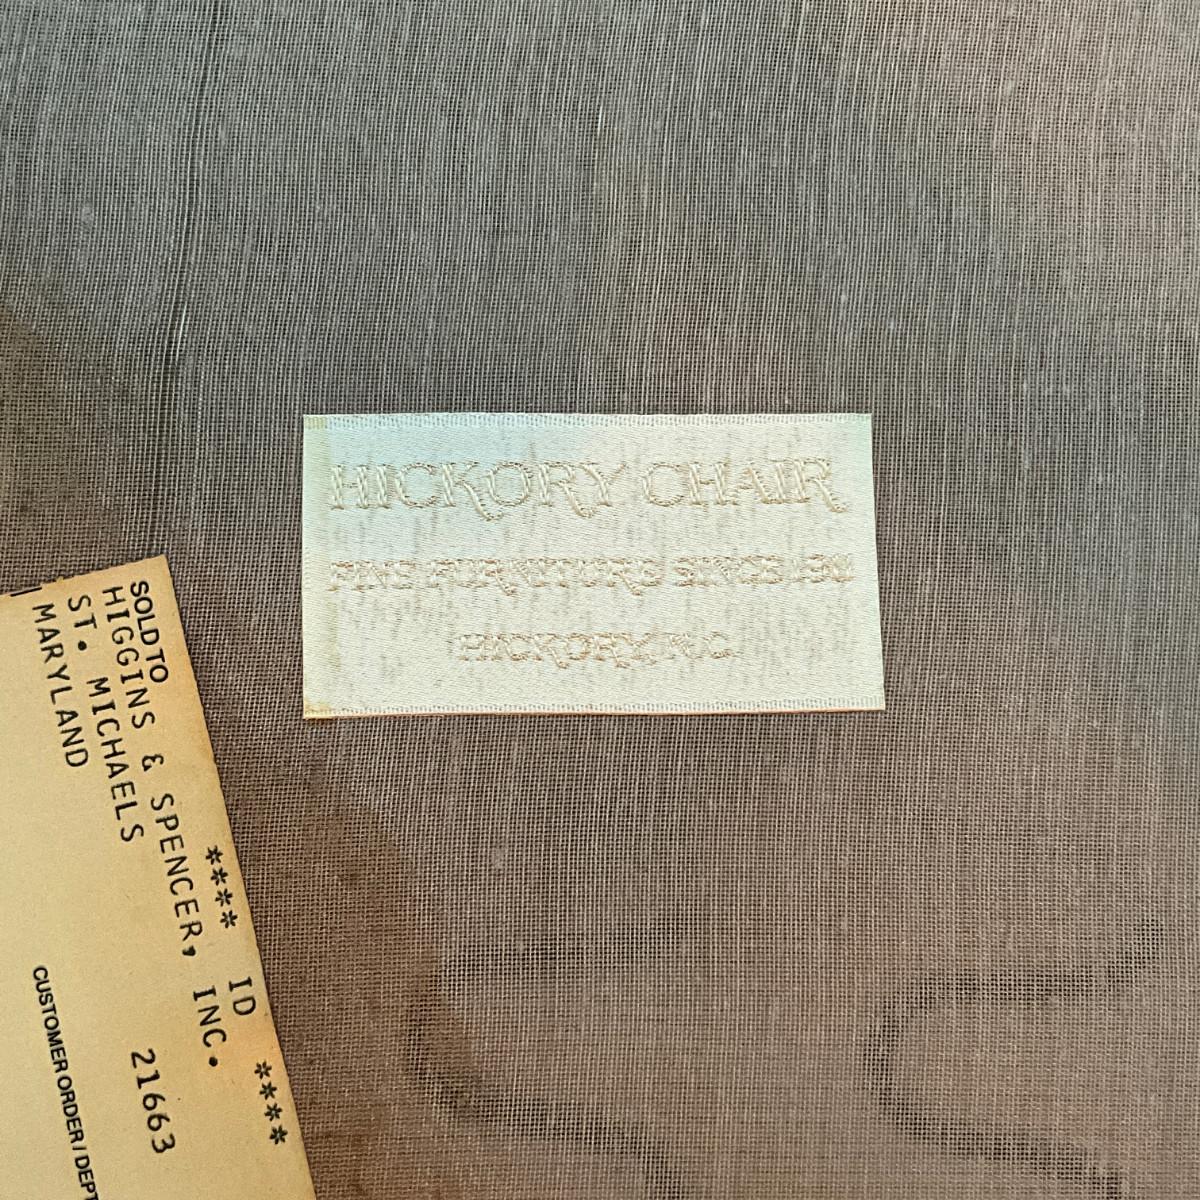 HICKORY CHAIR
FINE FURNITURE SINCE 1911
HICKORY, N.C.
**** ID ****
SOLD TO
HIGGINS & SPENCER, INC.
ST. MICHAELS
MARYLAND 21663
CUSTOMER ORDER / DEPT